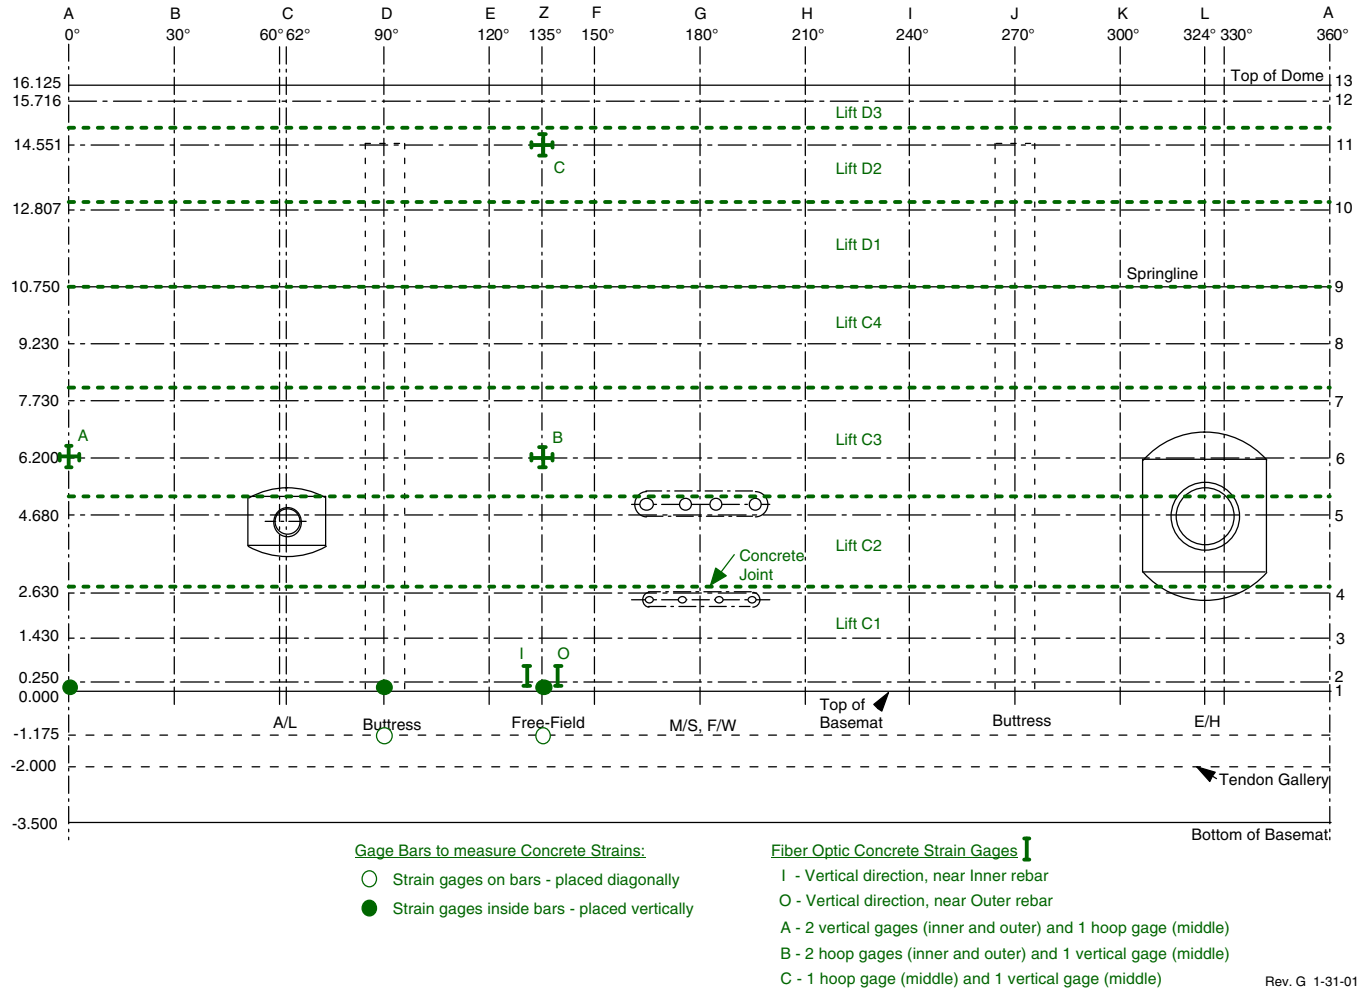 A B C D E Z F G H I J K L A
0° 30° 60° 62° 90° 120° 135° 150° 180° 210° 240° 270° 300° 324° 330° 360°
16.125 Top of Dome 13
15.716 12
Lift D3
14.551 11
C Lift D2
12.807 10
Lift D1
Springline
10.750 9
Lift C4
9.230 8
7.730 7
A B Lift C3
6.200 6
4.680 5
Lift C2
Concrete
Joint
2.630 4
Lift C1
1.430 3
I O
0.250 2
0.000 1
Top of
Basemat
A/L Buttress Free-Field M/S, F/W Buttress E/H
-1.175
-2.000
Tendon Gallery
-3.500
Bottom of Basemat
Gage Bars to measure Concrete Strains:
Strain gages on bars - placed diagonally
Strain gages inside bars - placed vertically
Fiber Optic Concrete Strain Gages
I - Vertical direction, near Inner rebar
O - Vertical direction, near Outer rebar
A - 2 vertical gages (inner and outer) and 1 hoop gage (middle)
B - 2 hoop gages (inner and outer) and 1 vertical gage (middle)
C - 1 hoop gage (middle) and 1 vertical gage (middle)
Rev. G 1-31-01